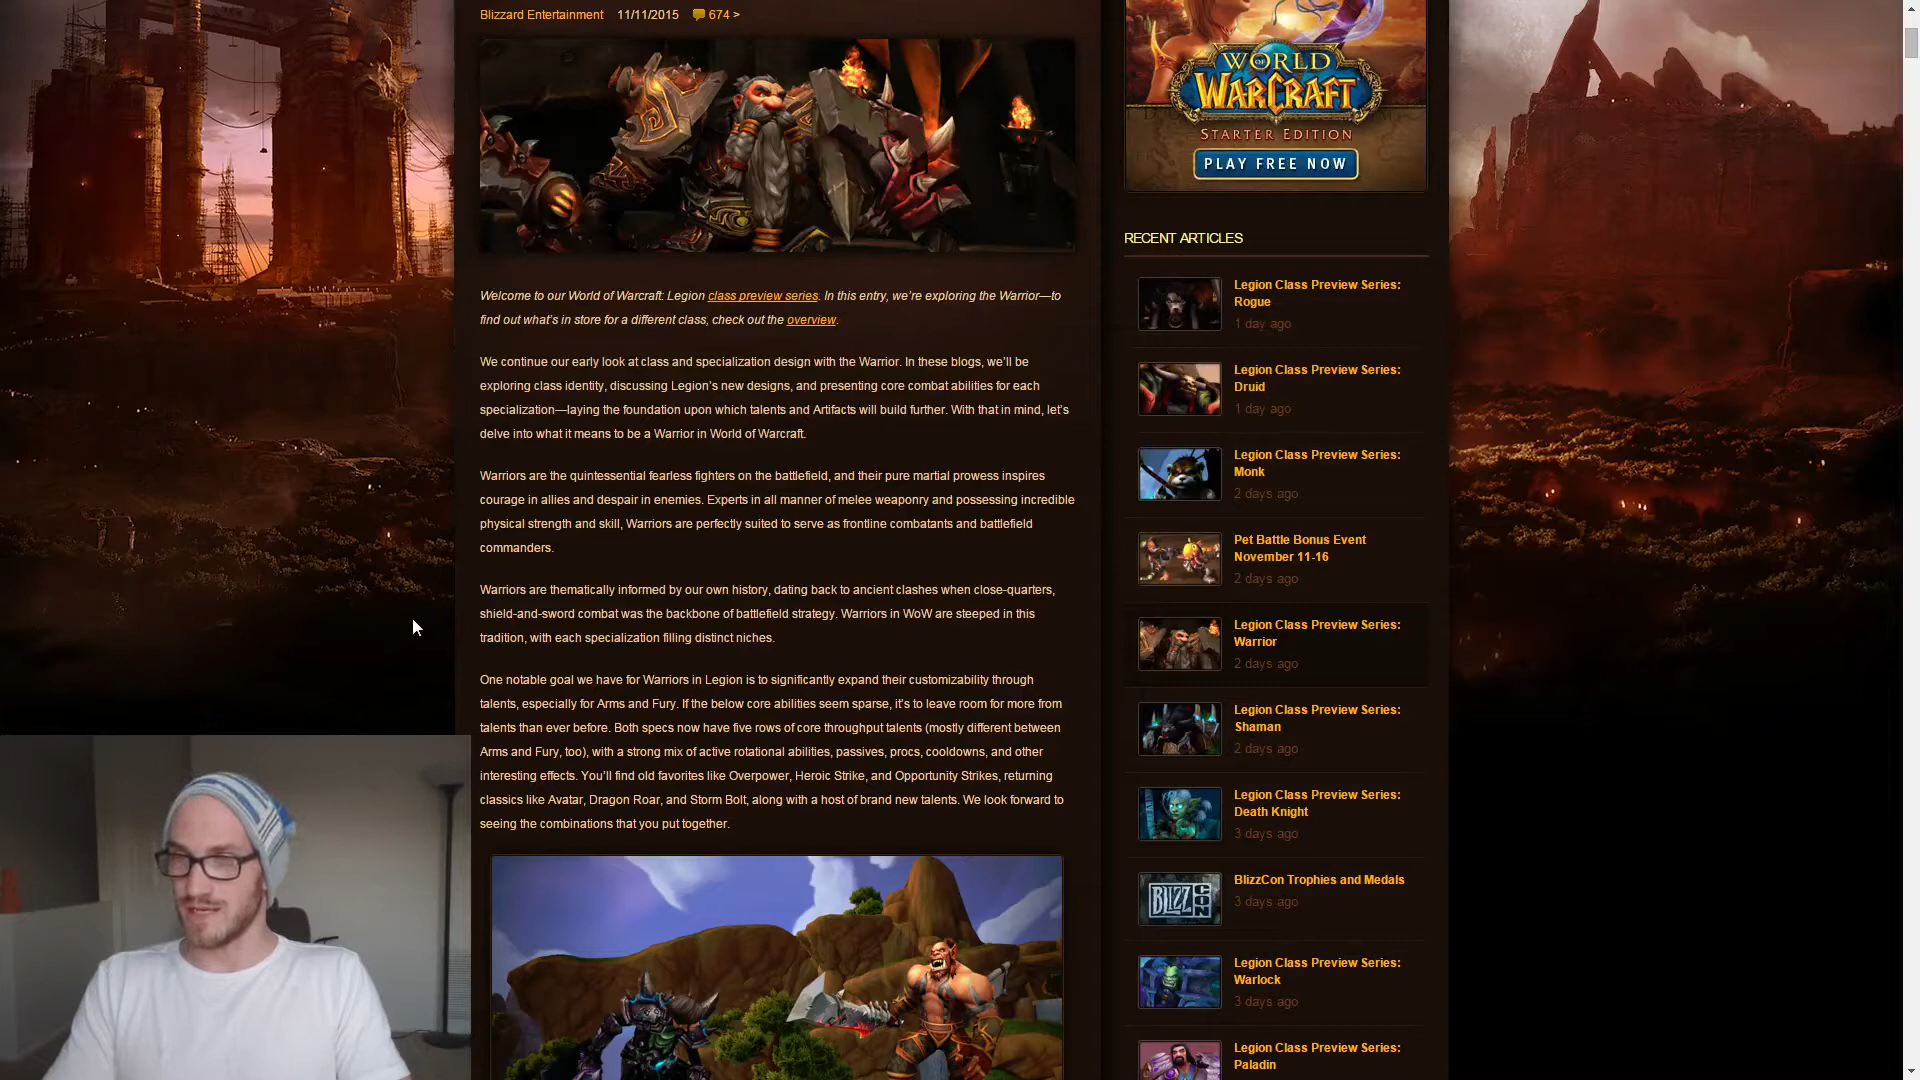 Blizzard Entertainment 11/11/2015 674 >
Welcome to our World of Warcraft: Legion class preview series. In this entry, we're exploring the Warrior—to
find out what's in store for a different class, check out the overview.
We continue our early look at class and specialization design with the Warrior. In these blogs, we'll be
exploring class identity, discussing Legion's new designs, and presenting core combat abilities for each
specialization—laying the foundation upon which talents and Artifacts will build further. With that in mind, let's
delve into what it means to be a Warrior in World of Warcraft.
Warriors are the quintessential fearless fighters on the battlefield, and their pure martial prowess inspires
courage in allies and despair in enemies. Experts in all manner of melee weaponry and possessing incredible
physical strength and skill, Warriors are perfectly suited to serve as frontline combatants and battlefield
commanders.
Warriors are thematically informed by our own history, dating back to ancient clashes when close-quarters,
shield-and-sword combat was the backbone of battlefield strategy. Warriors in WoW are steeped in this
tradition, with each specialization filling distinct niches.
One notable goal we have for Warriors in Legion is to significantly expand their customizability through
talents, especially for Arms and Fury. If the below core abilities seem sparse, it's to leave room for more from
talents than ever before. Both specs now have five rows of core throughput talents (mostly different between
Arms and Fury, too), with a strong mix of active rotational abilities, passives, procs, cooldowns, and other
interesting effects. You'll find old favorites like Overpower, Heroic Strike, and Opportunity Strikes, returning
classics like Avatar, Dragon Roar, and Storm Bolt, along with a host of brand new talents. We look forward to
seeing the combinations that you put together.
WORLD
OF
WARCRAFT
STARTER EDITION
PLAY FREE NOW
RECENT ARTICLES
Legion Class Preview Series:
Rogue
1 day ago
Legion Class Preview Series:
Druid
1 day ago
Legion Class Preview Series:
Monk
2 days ago
Pet Battle Bonus Event
November 11-16
2 days ago
Legion Class Preview Series:
Warrior
2 days ago
Legion Class Preview Series:
Shaman
2 days ago
Legion Class Preview Series:
Death Knight
3 days ago
BLIZZ
CON
BlizzCon Trophies and Medals
3 days ago
Legion Class Preview Series:
Warlock
3 days ago
Legion Class Preview Series:
Paladin